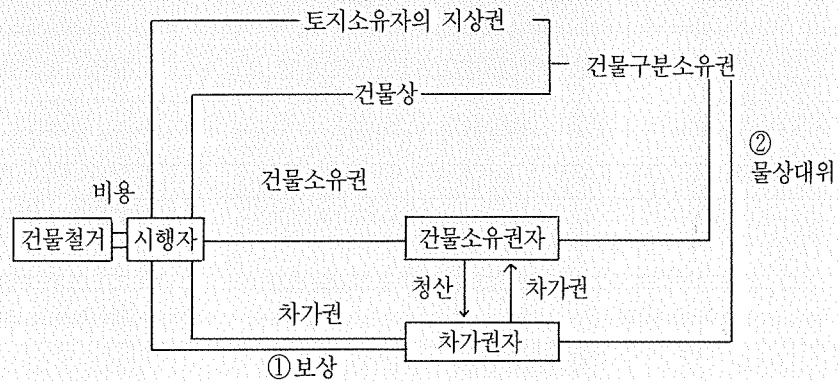 토지소유자의 지상권
건물구분소유권
건물상
②
물상대위
건물소유권
비용
건물철거
시행자
건물소유권자
청산
차가권
차가권
차가권자
①보상